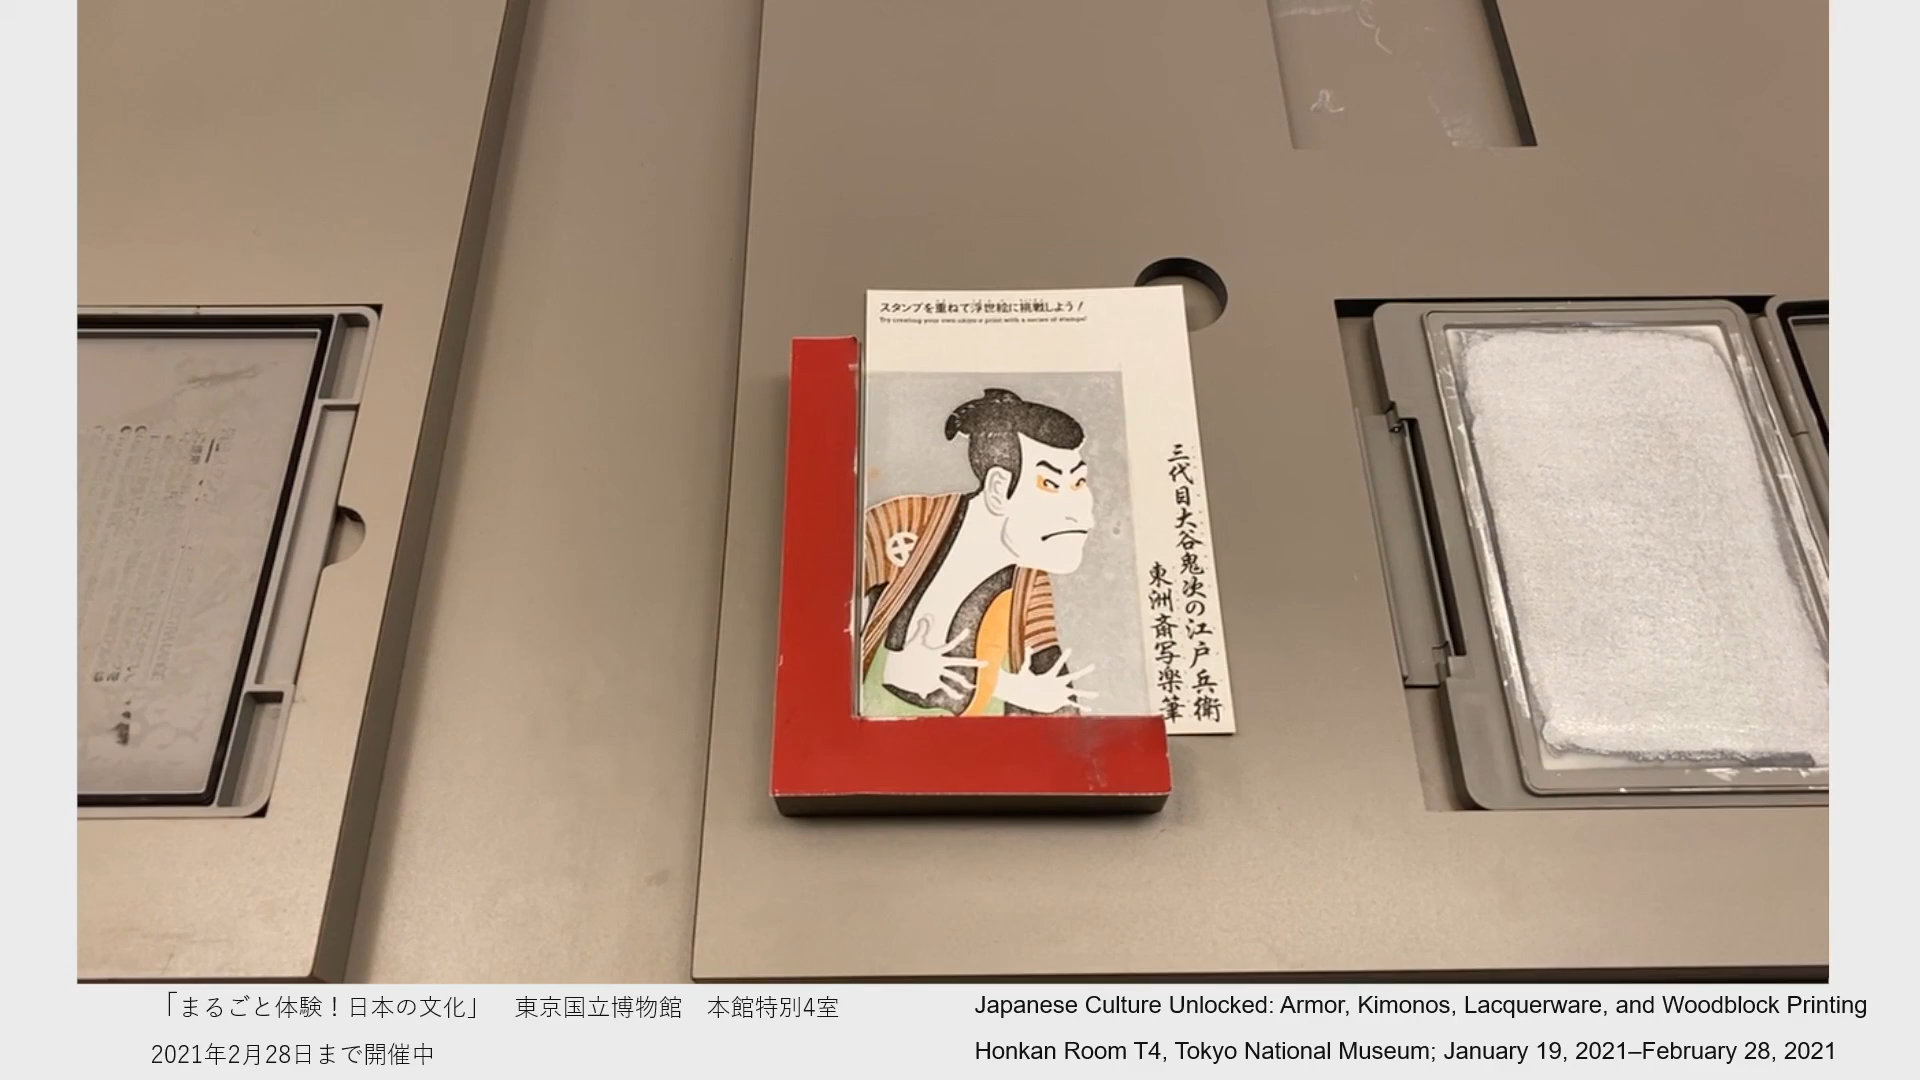 スタンプを重ねて浮世絵に挑戦しよう!
Try creating your own ukiyo-e print with a series of stamps!
三代目大谷鬼次の江戸兵衛
東洲斎写楽筆
「まるごと体験!日本の文化」 東京国立博物館 本館特別4室
2021年2月28日まで開催中
Japanese Culture Unlocked: Armor, Kimonos, Lacquerware, and Woodblock Printing
Honkan Room T4, Tokyo National Museum; January 19, 2021–February 28, 2021